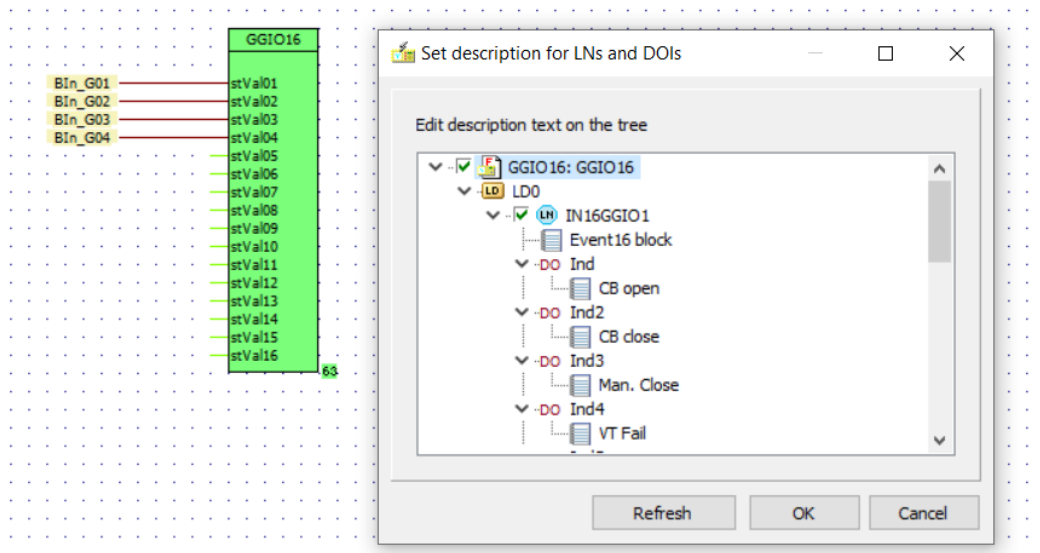 GGIO16
BIn_G01
BIn_G02
BIn_G03
BIn_G04
stVal01
stVal02
stVal03
stVal04
stVal05
stVal06
stVal07
stVal08
stVal09
stVal10
stVal11
stVal12
stVal13
stVal14
stVal15
stVal16
63
Set description for LNs and DOIs
Edit description text on the tree
F GGIO16: GGIO16
LD LD0
LN IN16GGIO1
Event16 block
DO Ind
CB open
DO Ind2
CB close
DO Ind3
Man. Close
DO Ind4
VT Fail
Refresh OK Cancel